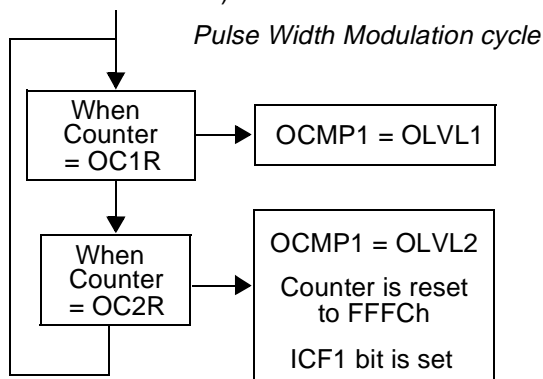 Pulse Width Modulation cycle
When
Counter
= OC1R
OCMP1 = OLVL1
When
Counter
= OC2R
OCMP1 = OLVL2
Counter is reset
to FFFCh
ICF1 bit is set